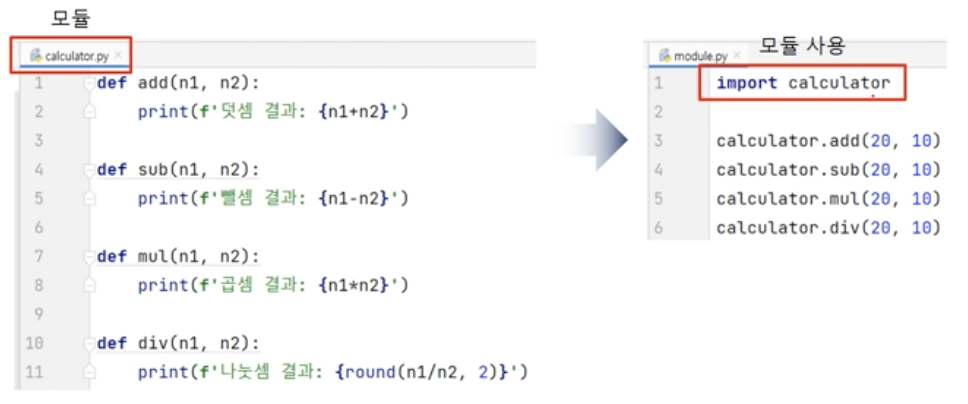 모듈
calculator.py
1 def add(n1, n2):
2 print(f'덧셈 결과: {n1+n2}')
3
4 def sub(n1, n2):
5 print(f'뺄셈 결과: {n1-n2}')
6
7 def mul(n1, n2):
8 print(f'곱셈 결과: {n1*n2}')
9
10 def div(n1, n2):
11 print(f'나눗셈 결과: {round(n1/n2, 2)}')
모듈 사용
module.py
1 import calculator
2
3 calculator.add(20, 10)
4 calculator.sub(20, 10)
5 calculator.mul(20, 10)
6 calculator.div(20, 10)